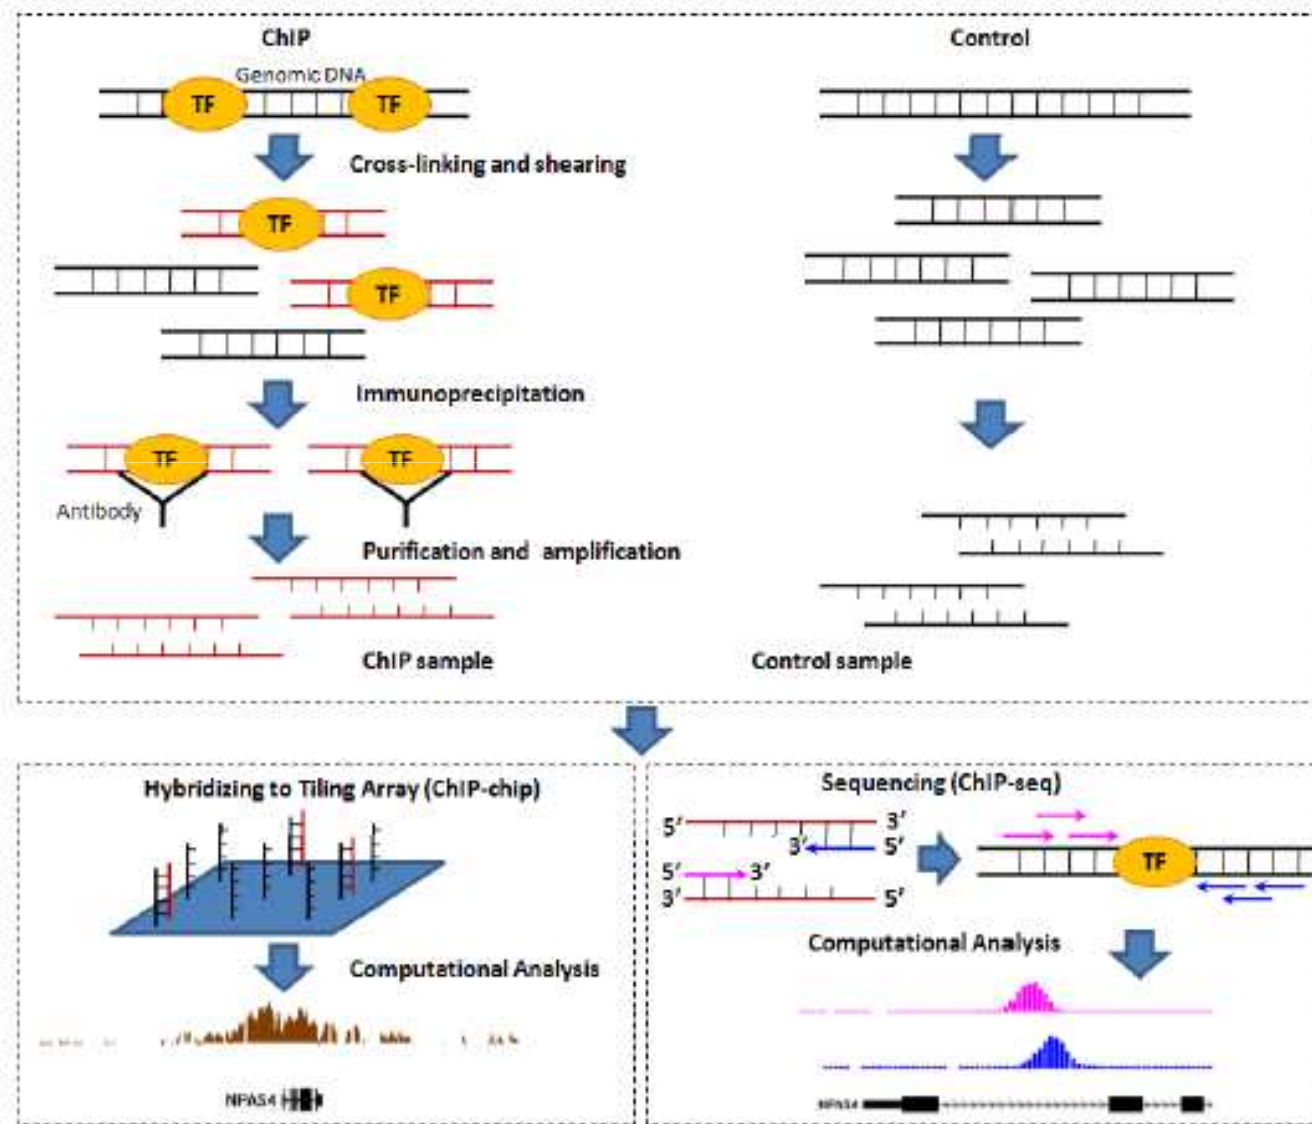 ChIP
Control
Genomic DNA
TF
TF
Cross-linking and shearing
TF
TF
Immunoprecipitation
TF
TF
Antibody
Purification and amplification
ChIP sample
Control sample
Hybridizing to Tiling Array (ChIP-chip)
Sequencing (ChIP-seq)
5' 3'
3' 5'
5' 3'
3' 5'
TF
Computational Analysis
Computational Analysis
NPAS4
NPAS4